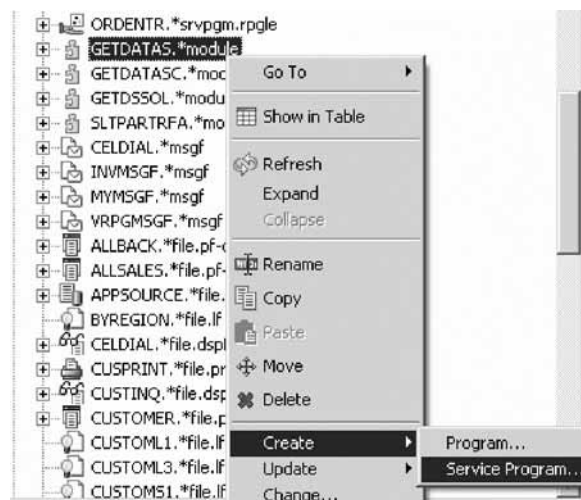 ORDENTR.*srvpgm.rpgle
GETDATAS.*module
GETDATASC.*moc
GETDSSOL.*modu
SLTPARTRFA.*mo
CELDIAL.*msgf
INVMSGF.*msgf
MYMSGF.*msgf
VRPGMSGF.*msgf
ALLBACK.*file.pf-c
ALLSALES.*file.pf-
APPSOURCE.*file.
BYREGION.*file.lf
CELDIAL.*file.dspl
CUSPRINT.*file.pr
CUSTINQ.*file.dsp
CUSTOMER.*file.p
CUSTOML1.*file.lf
CUSTOML3.*file.lf
CUSTOMS1.*file.lf
Go To
Show in Table
Refresh
Expand
Collapse
Rename
Copy
Paste
Move
Delete
Create
Update
Change...
Program...
Service Program...